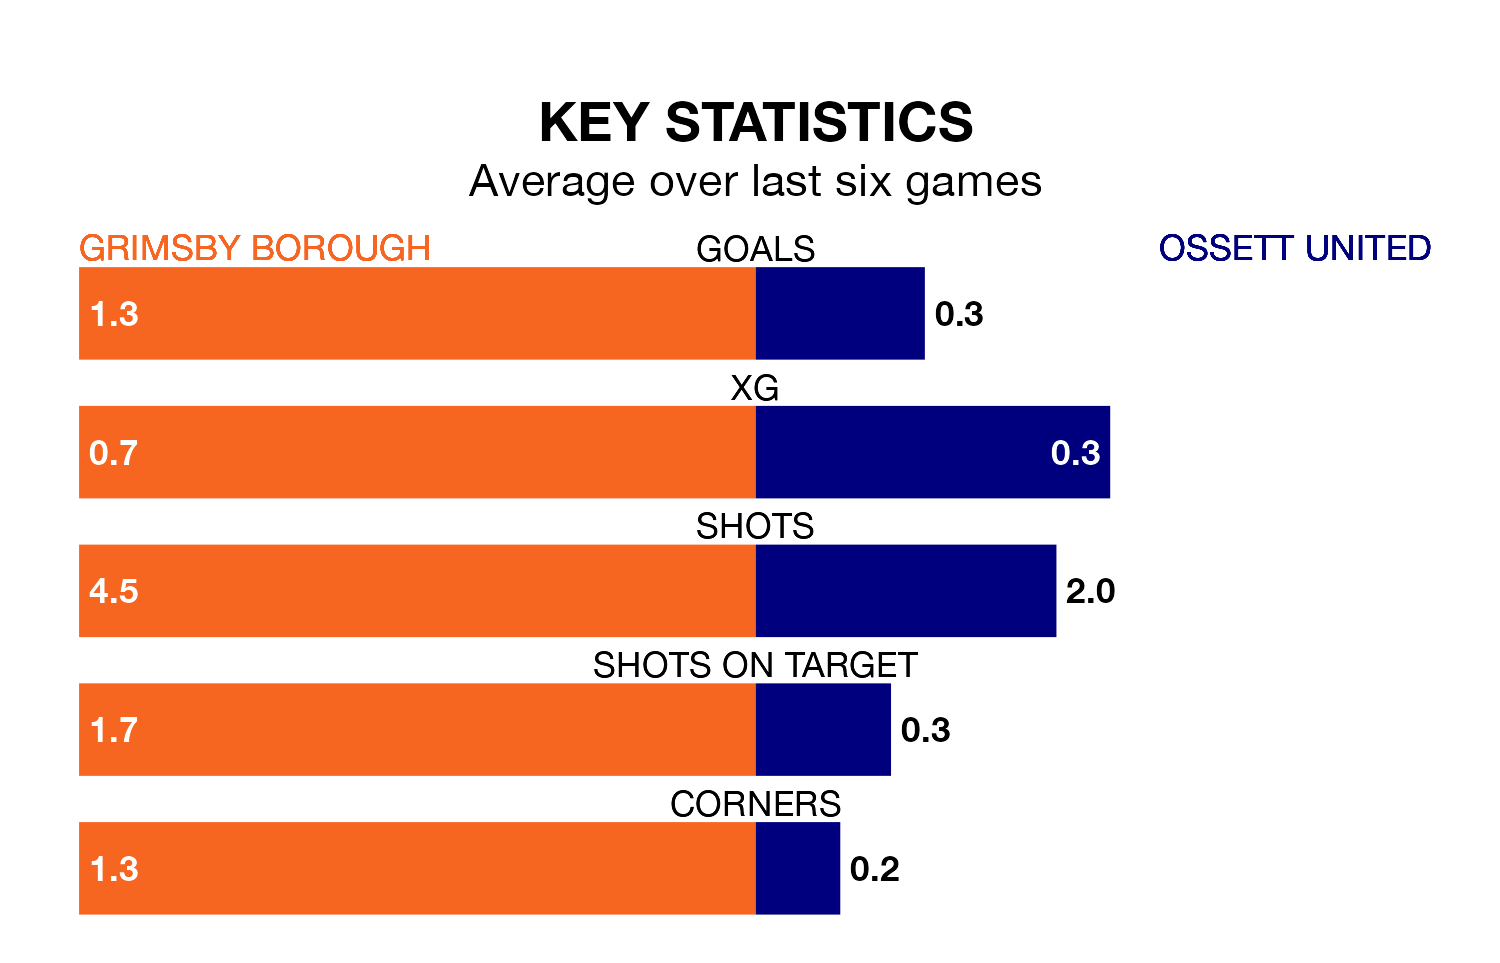 KEY STATISTICS
Average over last six games
GRIMSBY BOROUGH GOALS OSSETT UNITED
1.3 0.3
XG
0.7 0.3
SHOTS
4.5 2.0
SHOTS ON TARGET
1.7 0.3
CORNERS
1.3 0.2